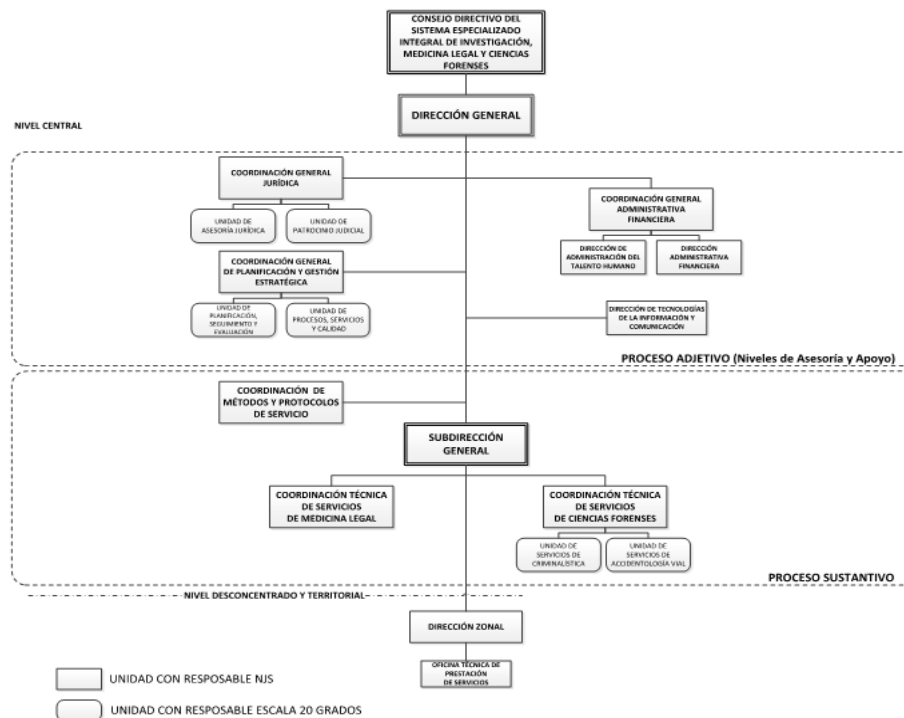 CONSEJO DIRECTIVO DEL
SISTEMA ESPECIALIZADO
INTEGRAL DE INVESTIGACIÓN,
MEDICINA LEGAL Y CIENCIAS
FORENSES
DIRECCIÓN GENERAL
NIVEL CENTRAL
COORDINACIÓN GENERAL
JURÍDICA
UNIDAD DE
ASESORÍA JURÍDICA
UNIDAD DE
PATROCINIO JUDICIAL
COORDINACIÓN GENERAL
ADMINISTRATIVA
FINANCIERA
DIRECCIÓN DE
ADMINISTRACIÓN DEL
TALENTO HUMANO
DIRECCIÓN
ADMINISTRATIVA
FINANCIERA
COORDINACIÓN GENERAL
DE PLANIFICACIÓN Y GESTIÓN
ESTRATÉGICA
UNIDAD DE
PLANIFICACIÓN,
SEGUIMIENTO Y
EVALUACIÓN
UNIDAD DE
PROCESOS, SERVICIOS
Y CALIDAD
DIRECCIÓN DE TECNOLOGÍAS
DE LA INFORMACIÓN Y
COMUNICACIÓN
PROCESO ADJETIVO (Niveles de Asesoría y Apoyo)
COORDINACIÓN DE
MÉTODOS Y PROTOCOLOS
DE SERVICIO
SUBDIRECCIÓN
GENERAL
COORDINACIÓN TÉCNICA
DE SERVICIOS
DE MEDICINA LEGAL
COORDINACIÓN TÉCNICA
DE SERVICIOS
DE CIENCIAS FORENSES
UNIDAD DE
SERVICIOS DE
CRIMINALÍSTICA
UNIDAD DE
SERVICIOS DE
ACCIDENTOLOGÍA VIAL
PROCESO SUSTANTIVO
NIVEL DESCONCENTRADO Y TERRITORIAL
DIRECCIÓN ZONAL
OFICINA TÉCNICA DE
PRESTACIÓN
DE SERVICIOS
UNIDAD CON RESPOSABLE NJS
UNIDAD CON RESPOSABLE ESCALA 20 GRADOS